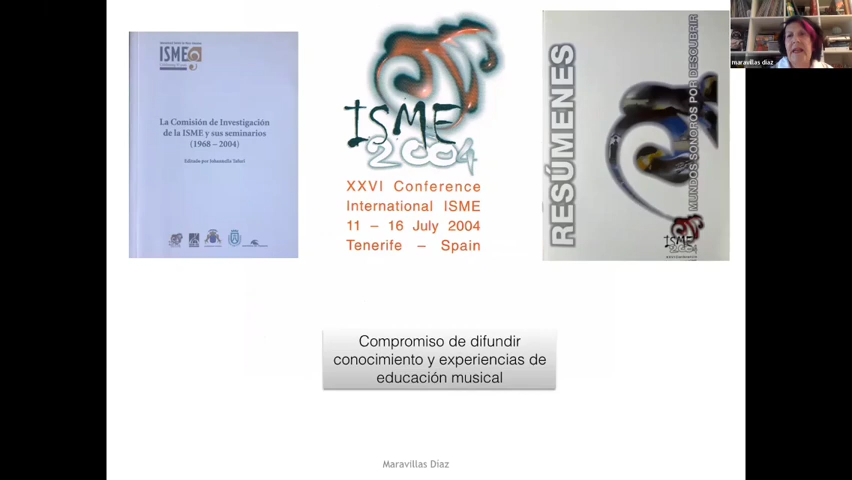 ISME
La Comisión de Investigación
de la ISME y sus seminarios
(1968 – 2004)
ISME
2004
XXVI Conference
International ISME
11 – 16 July 2004
Tenerife – Spain
RESÚMENES
MUNDOS SONOROS POR DESCUBRIR
ISME
2004
maravillas díaz
Compromiso de difundir
conocimiento y experiencias de
educación musical
Maravillas Diaz